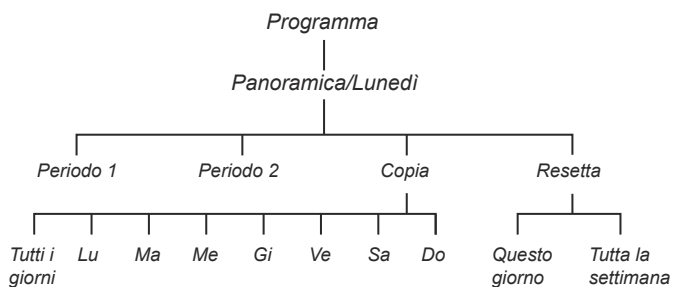 Programma
Panoramica/Lunedì
Periodo 1
Periodo 2
Copia
Resetta
Tutti i
giorni
Lu
Ma
Me
Gi
Ve
Sa
Do
Questo
giorno
Tutta la
settimana